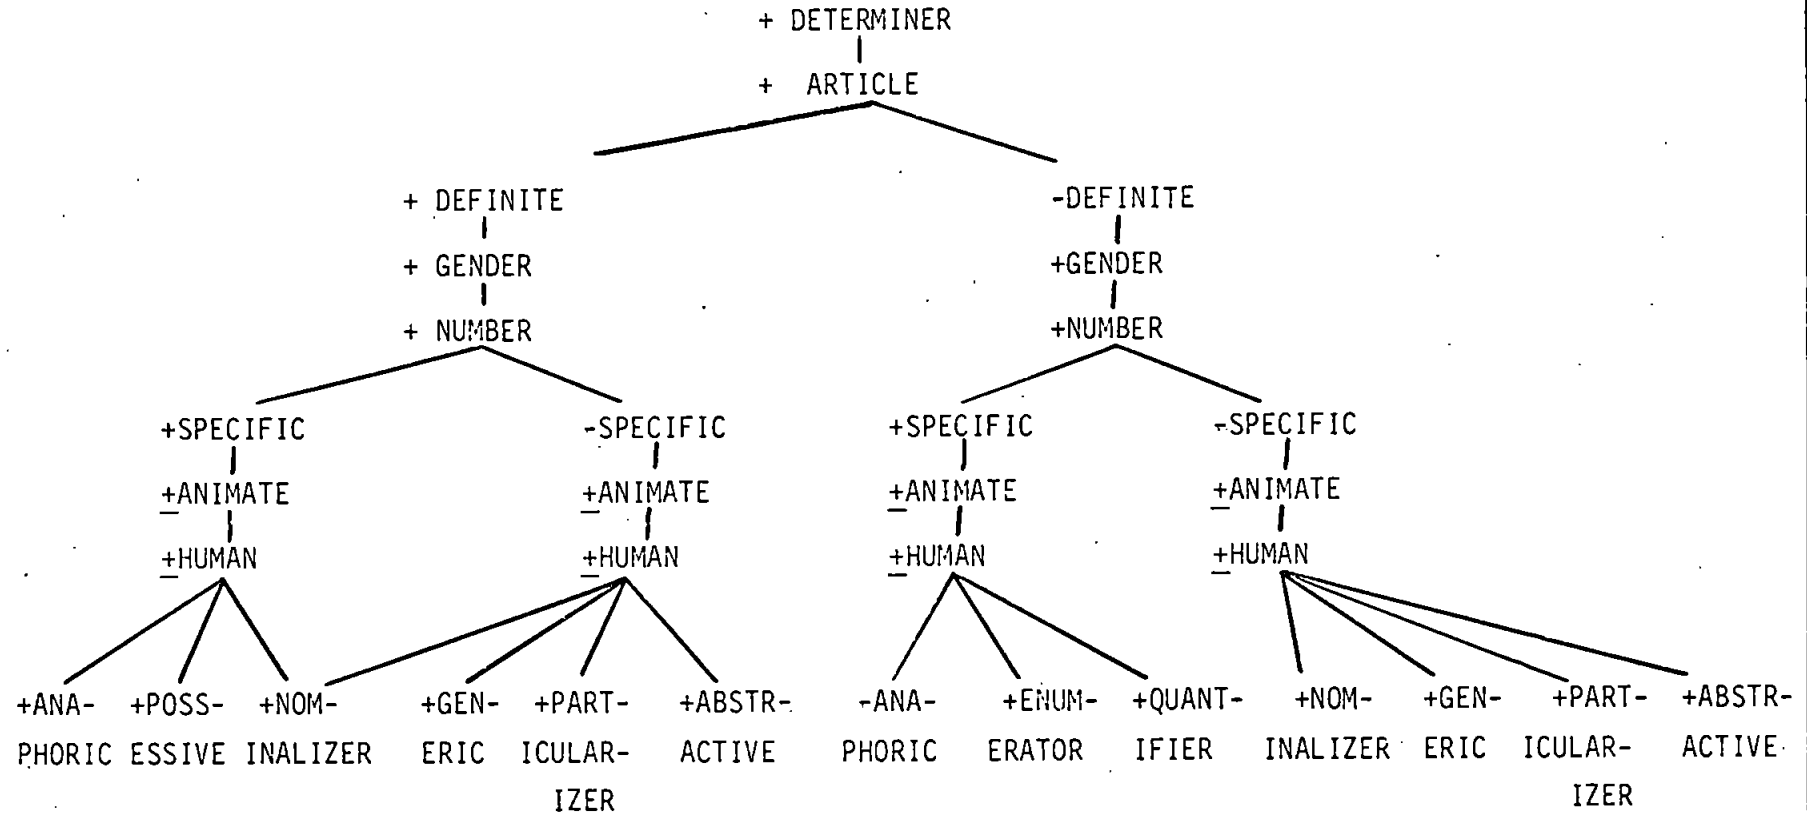 + DETERMINER
+ ARTICLE
+ DEFINITE -DEFINITE
+ GENDER +GENDER
+ NUMBER +NUMBER
+SPECIFIC -SPECIFIC +SPECIFIC -SPECIFIC
±ANIMATE ±ANIMATE ±ANIMATE ±ANIMATE
±HUMAN ±HUMAN ±HUMAN ±HUMAN
+ANA- +POSS- +NOM- +GEN- +PART- +ABSTR- -ANA- +ENUM- +QUANT- +NOM- +GEN- +PART- +ABSTR-
PHORIC ESSIVE INALIZER ERIC ICULAR- ACTIVE PHORIC ERATOR IFIER INALIZER ERIC ICULAR- ACTIVE
IZER IZER